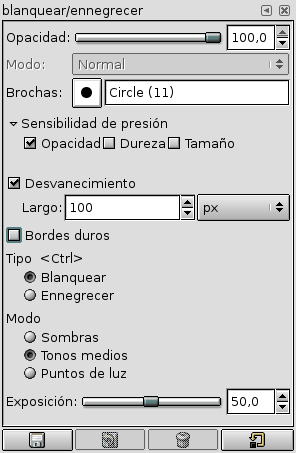 blanquear/ennegrecer
Opacidad: 100,0
Modo: Normal
Brochas: Circle (11)
Sensibilidad de presión
Opacidad Dureza Tamaño
Desvanecimiento
Largo: 100 px
Bordes duros
Tipo <Ctrl>
Blanquear
Ennegrecer
Modo
Sombras
Tonos medios
Puntos de luz
Exposición: 50,0